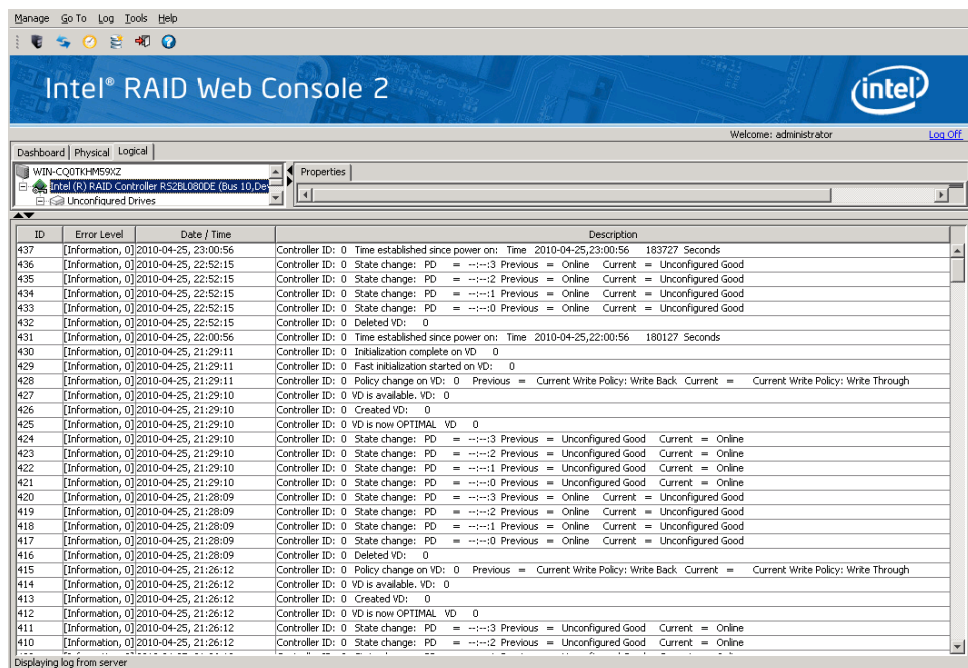 Manage Go To Log Tools Help
Intel® RAID Web Console 2
intel
Welcome: administrator Log Off
Dashboard Physical Logical
WIN-CQ0TKHM59XZ
Properties
Intel (R) RAID Controller RS2BL080DE (Bus 10,Dev
Unconfigured Drives
ID Error Level Date / Time Description
437 [Information, 0] 2010-04-25, 23:00:56 Controller ID: 0 Time established since power on: Time 2010-04-25,23:00:56 183727 Seconds
436 [Information, 0] 2010-04-25, 22:52:15 Controller ID: 0 State change: PD = --:--:3 Previous = Online Current = Unconfigured Good
435 [Information, 0] 2010-04-25, 22:52:15 Controller ID: 0 State change: PD = --:--:2 Previous = Online Current = Unconfigured Good
434 [Information, 0] 2010-04-25, 22:52:15 Controller ID: 0 State change: PD = --:--:1 Previous = Online Current = Unconfigured Good
433 [Information, 0] 2010-04-25, 22:52:15 Controller ID: 0 State change: PD = --:--:0 Previous = Online Current = Unconfigured Good
432 [Information, 0] 2010-04-25, 22:52:15 Controller ID: 0 Deleted VD: 0
431 [Information, 0] 2010-04-25, 22:00:56 Controller ID: 0 Time established since power on: Time 2010-04-25,22:00:56 180127 Seconds
430 [Information, 0] 2010-04-25, 21:29:11 Controller ID: 0 Initialization complete on VD 0
429 [Information, 0] 2010-04-25, 21:29:11 Controller ID: 0 Fast initialization started on VD: 0
428 [Information, 0] 2010-04-25, 21:29:11 Controller ID: 0 Policy change on VD: 0 Previous = Current Write Policy: Write Back Current = Current Write Policy: Write Through
427 [Information, 0] 2010-04-25, 21:29:10 Controller ID: 0 VD is available. VD: 0
426 [Information, 0] 2010-04-25, 21:29:10 Controller ID: 0 Created VD: 0
425 [Information, 0] 2010-04-25, 21:29:10 Controller ID: 0 VD is now OPTIMAL VD 0
424 [Information, 0] 2010-04-25, 21:29:10 Controller ID: 0 State change: PD = --:--:3 Previous = Unconfigured Good Current = Online
423 [Information, 0] 2010-04-25, 21:29:10 Controller ID: 0 State change: PD = --:--:2 Previous = Unconfigured Good Current = Online
422 [Information, 0] 2010-04-25, 21:29:10 Controller ID: 0 State change: PD = --:--:1 Previous = Unconfigured Good Current = Online
421 [Information, 0] 2010-04-25, 21:29:10 Controller ID: 0 State change: PD = --:--:0 Previous = Unconfigured Good Current = Online
420 [Information, 0] 2010-04-25, 21:28:09 Controller ID: 0 State change: PD = --:--:3 Previous = Online Current = Unconfigured Good
419 [Information, 0] 2010-04-25, 21:28:09 Controller ID: 0 State change: PD = --:--:2 Previous = Online Current = Unconfigured Good
418 [Information, 0] 2010-04-25, 21:28:09 Controller ID: 0 State change: PD = --:--:1 Previous = Online Current = Unconfigured Good
417 [Information, 0] 2010-04-25, 21:28:09 Controller ID: 0 State change: PD = --:--:0 Previous = Online Current = Unconfigured Good
416 [Information, 0] 2010-04-25, 21:28:09 Controller ID: 0 Deleted VD: 0
415 [Information, 0] 2010-04-25, 21:26:12 Controller ID: 0 Policy change on VD: 0 Previous = Current Write Policy: Write Back Current = Current Write Policy: Write Through
414 [Information, 0] 2010-04-25, 21:26:12 Controller ID: 0 VD is available. VD: 0
413 [Information, 0] 2010-04-25, 21:26:12 Controller ID: 0 Created VD: 0
412 [Information, 0] 2010-04-25, 21:26:12 Controller ID: 0 VD is now OPTIMAL VD 0
411 [Information, 0] 2010-04-25, 21:26:12 Controller ID: 0 State change: PD = --:--:3 Previous = Unconfigured Good Current = Online
410 [Information, 0] 2010-04-25, 21:26:12 Controller ID: 0 State change: PD = --:--:2 Previous = Unconfigured Good Current = Online
Displaying log from server